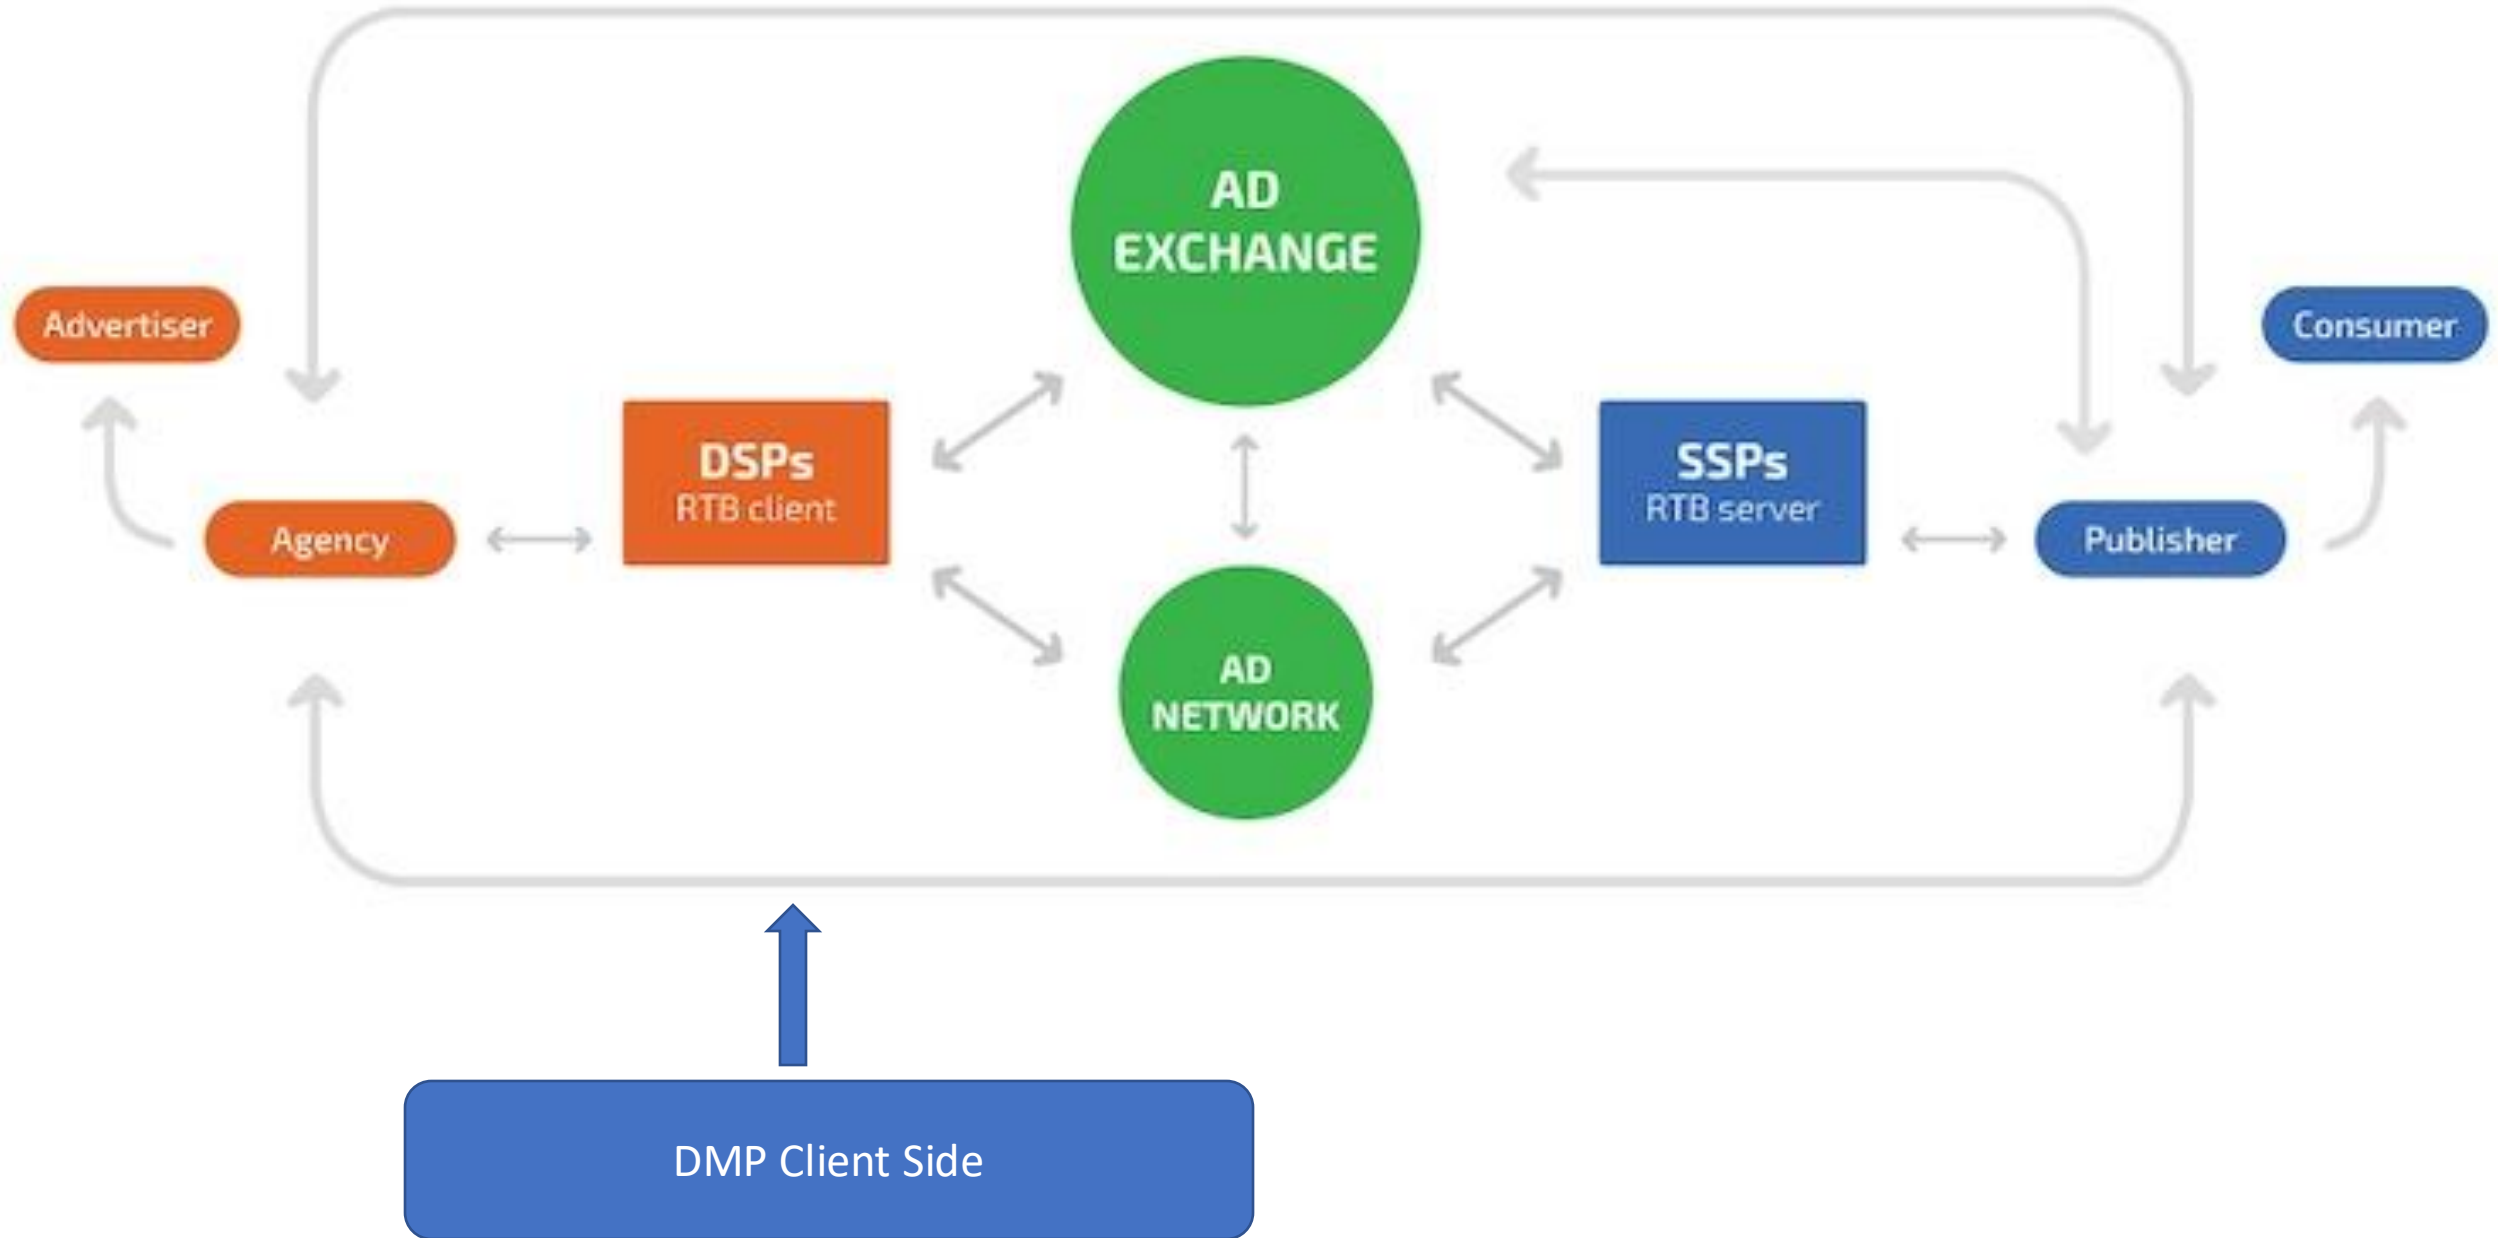 AD
EXCHANGE
Advertiser
Consumer
DSPs
RTB client
SSPs
RTB server
Agency
Publisher
AD
NETWORK
DMP Client Side